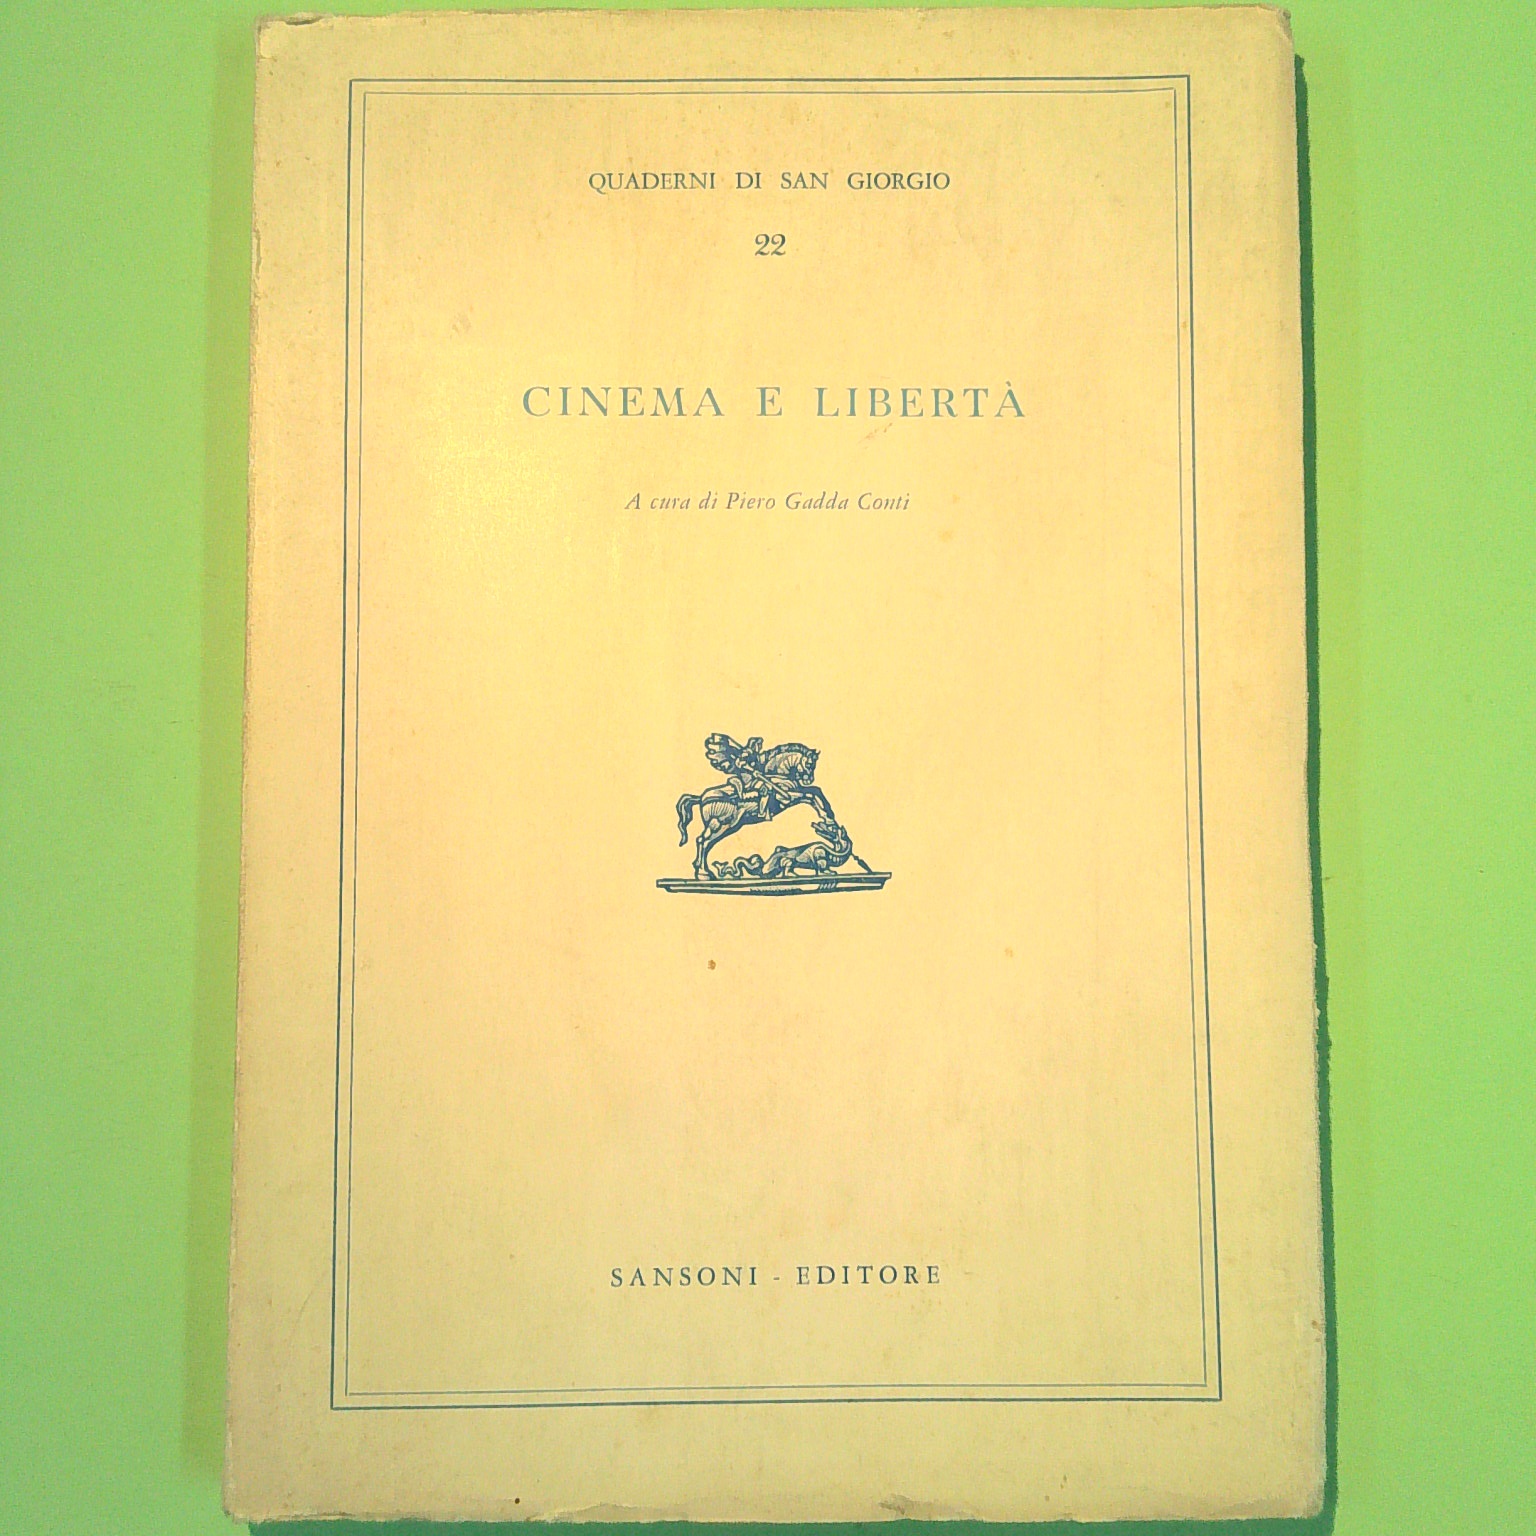 QUADERNI DI SAN GIORGIO
22
CINEMA E LIBERTÀ
A cura di Piero Gadda Conti
SANSONI - EDITORE